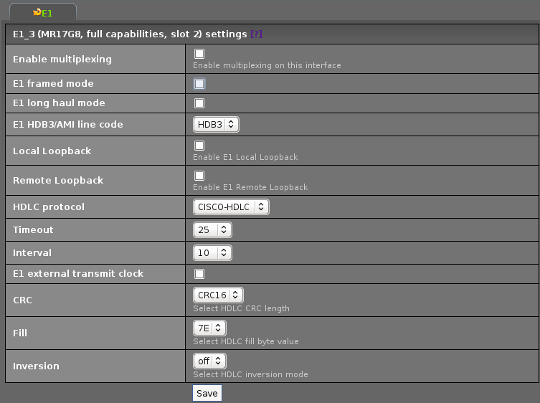 E1
E1_3 (MR17G8, full capabilities, slot 2) settings [?]
Enable multiplexing
Enable multiplexing on this interface
E1 framed mode
E1 long haul mode
E1 HDB3/AMI line code HDB3
Local Loopback
Enable E1 Local Loopback
Remote Loopback
Enable E1 Remote Loopback
HDLC protocol CISCO-HDLC
Timeout 25
Interval 10
E1 external transmit clock
CRC CRC16
Select HDLC CRC length
Fill 7E
Select HDLC fill byte value
Inversion off
Select HDLC inversion mode
Save